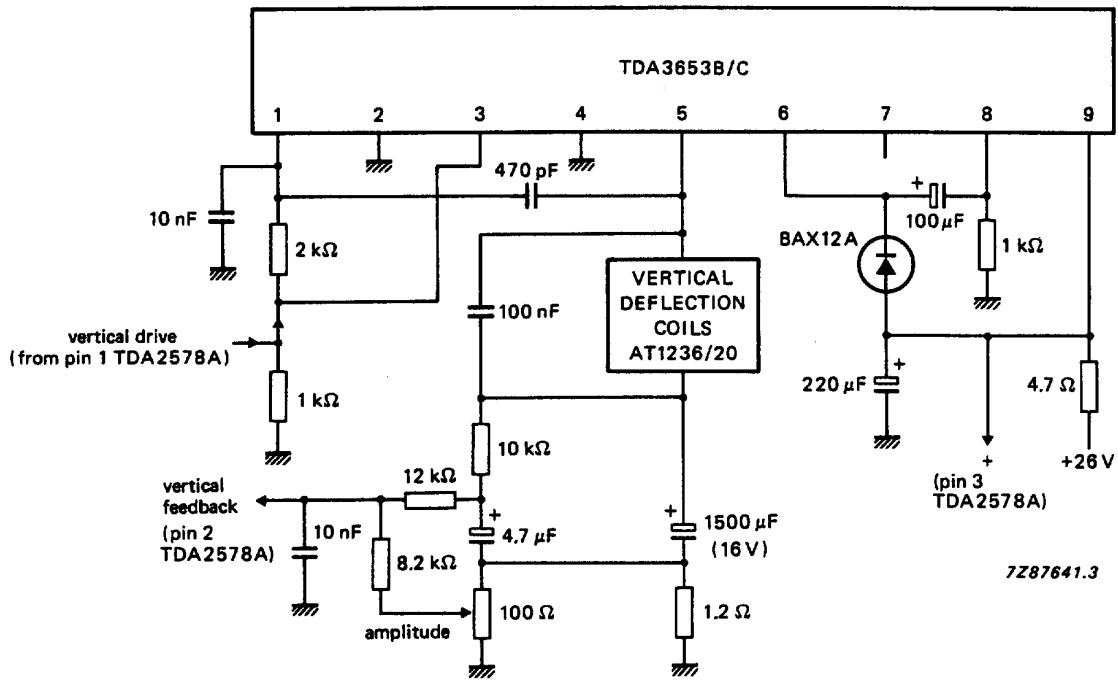 TDA3653B/C
1 2 3 4 5 6 7 8 9
470 pF
10 nF
2 kΩ
+
100 μF
BAX12A
1 kΩ
VERTICAL
DEFLECTION
COILS
AT1236/20
100 nF
vertical drive
(from pin 1 TDA2578A)
1 kΩ
220 μF
+
4.7 Ω
10 kΩ
12 kΩ
+
(pin 3
TDA2578A)
+26 V
vertical
feedback
(pin 2
TDA2578A)
10 nF
+
4.7 μF
+
1500 μF
(16 V)
8.2 kΩ
7Z87641.3
amplitude
100 Ω
1.2 Ω